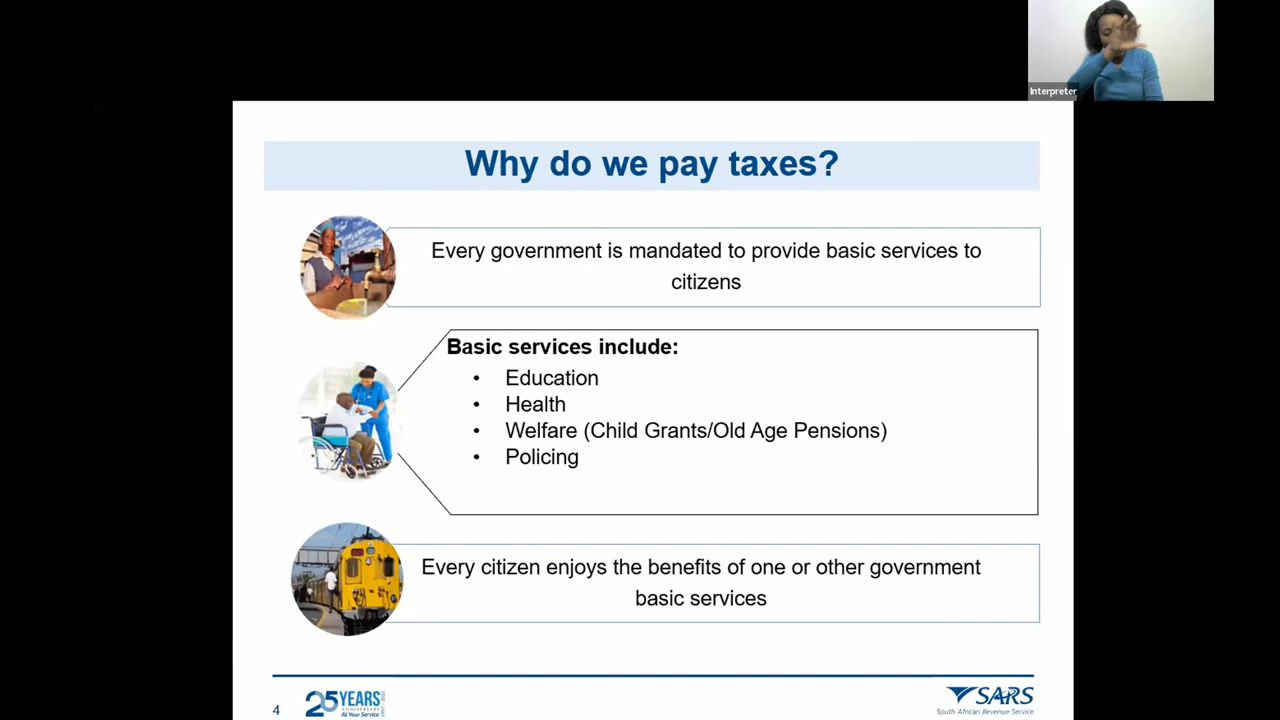 Interpreter
Why do we pay taxes?
Every government is mandated to provide basic services to
citizens
Basic services include:
• Education
• Health
• Welfare (Child Grants/Old Age Pensions)
• Policing
Every citizen enjoys the benefits of one or other government
basic services
4
25 YEARS
ANNIVERSARY
At Your Service
SARS
South African Revenue Service